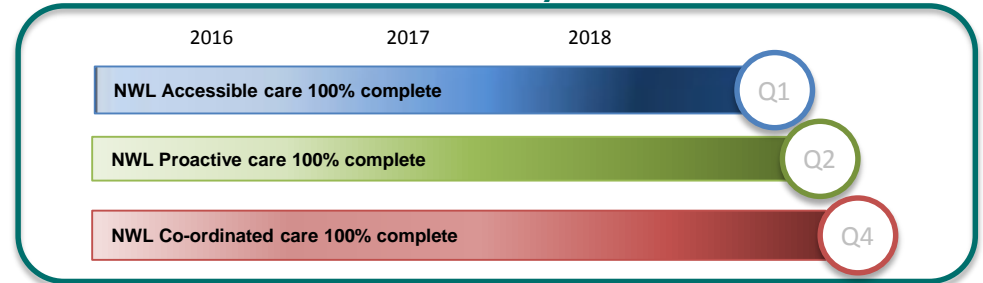 2016 2017 2018
NWL Accessible care 100% complete Q1
NWL Proactive care 100% complete Q2
NWL Co-ordinated care 100% complete Q4